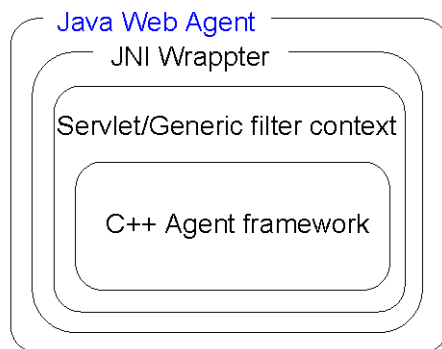 Java Web Agent
JNI Wrappter
Servlet/Generic filter context
C++ Agent framework